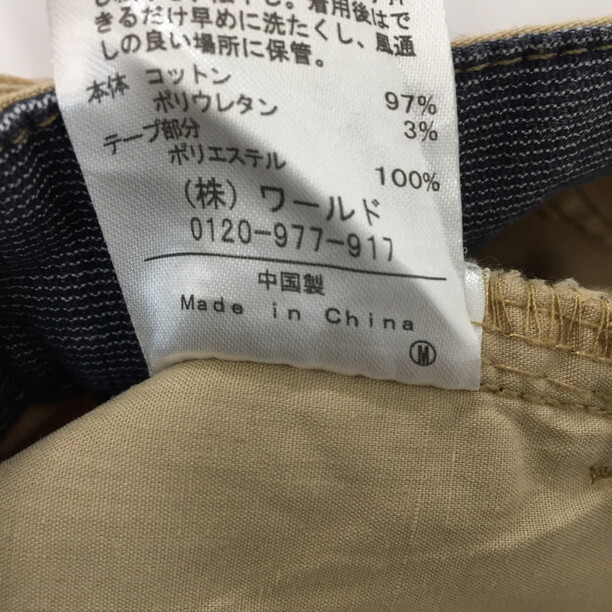 きるだけ早めに洗たくし、風通
しの良い場所に保管。
本体 コットン 97%
ポリウレタン 3%
テープ部分
ポリエステル 100%
(株) ワールド
0120-977-917
中国製
Made in China
M